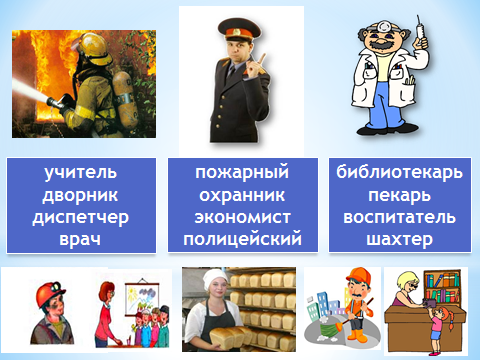 учитель
дворник
диспетчер
врач
пожарный
охранник
экономист
полицейский
библиотекарь
пекарь
воспитатель
шахтер